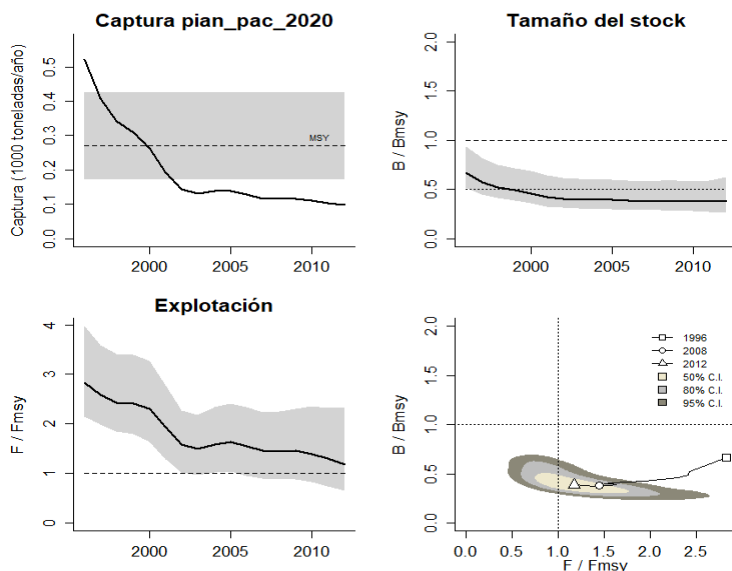 Captura pian_pac_2020
Captura (1000 toneladas/año)
0.0 0.1 0.2 0.3 0.4 0.5
MSY
2000 2005 2010
Tamaño del stock
B / Bmsy
0.0 0.5 1.0 1.5 2.0
2000 2005 2010
Explotación
F / Fmsy
0 1 2 3 4
2000 2005 2010
B / Bmsy
0.0 0.5 1.0 1.5 2.0
1996
2008
2012
50% C.I.
80% C.I.
95% C.I.
0.0 0.5 1.0 1.5 2.0 2.5
F / Fmsy